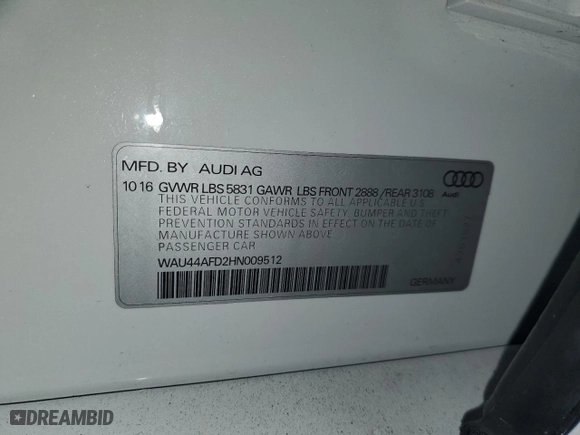 MFD. BY AUDI AG
10 16 GVWR LBS 5831 GAWR LBS FRONT 2888 / REAR 3108
Audi
THIS VEHICLE CONFORMS TO ALL APPLICABLE U.S
FEDERAL MOTOR VEHICLE SAFETY, BUMPER AND THEFT
PREVENTION STANDARDS IN EFFECT ON THE DATE OF
MANUFACTURE SHOWN ABOVE.
PASSENGER CAR
WAU44AFD2HN009512
GERMANY
DREAMBID